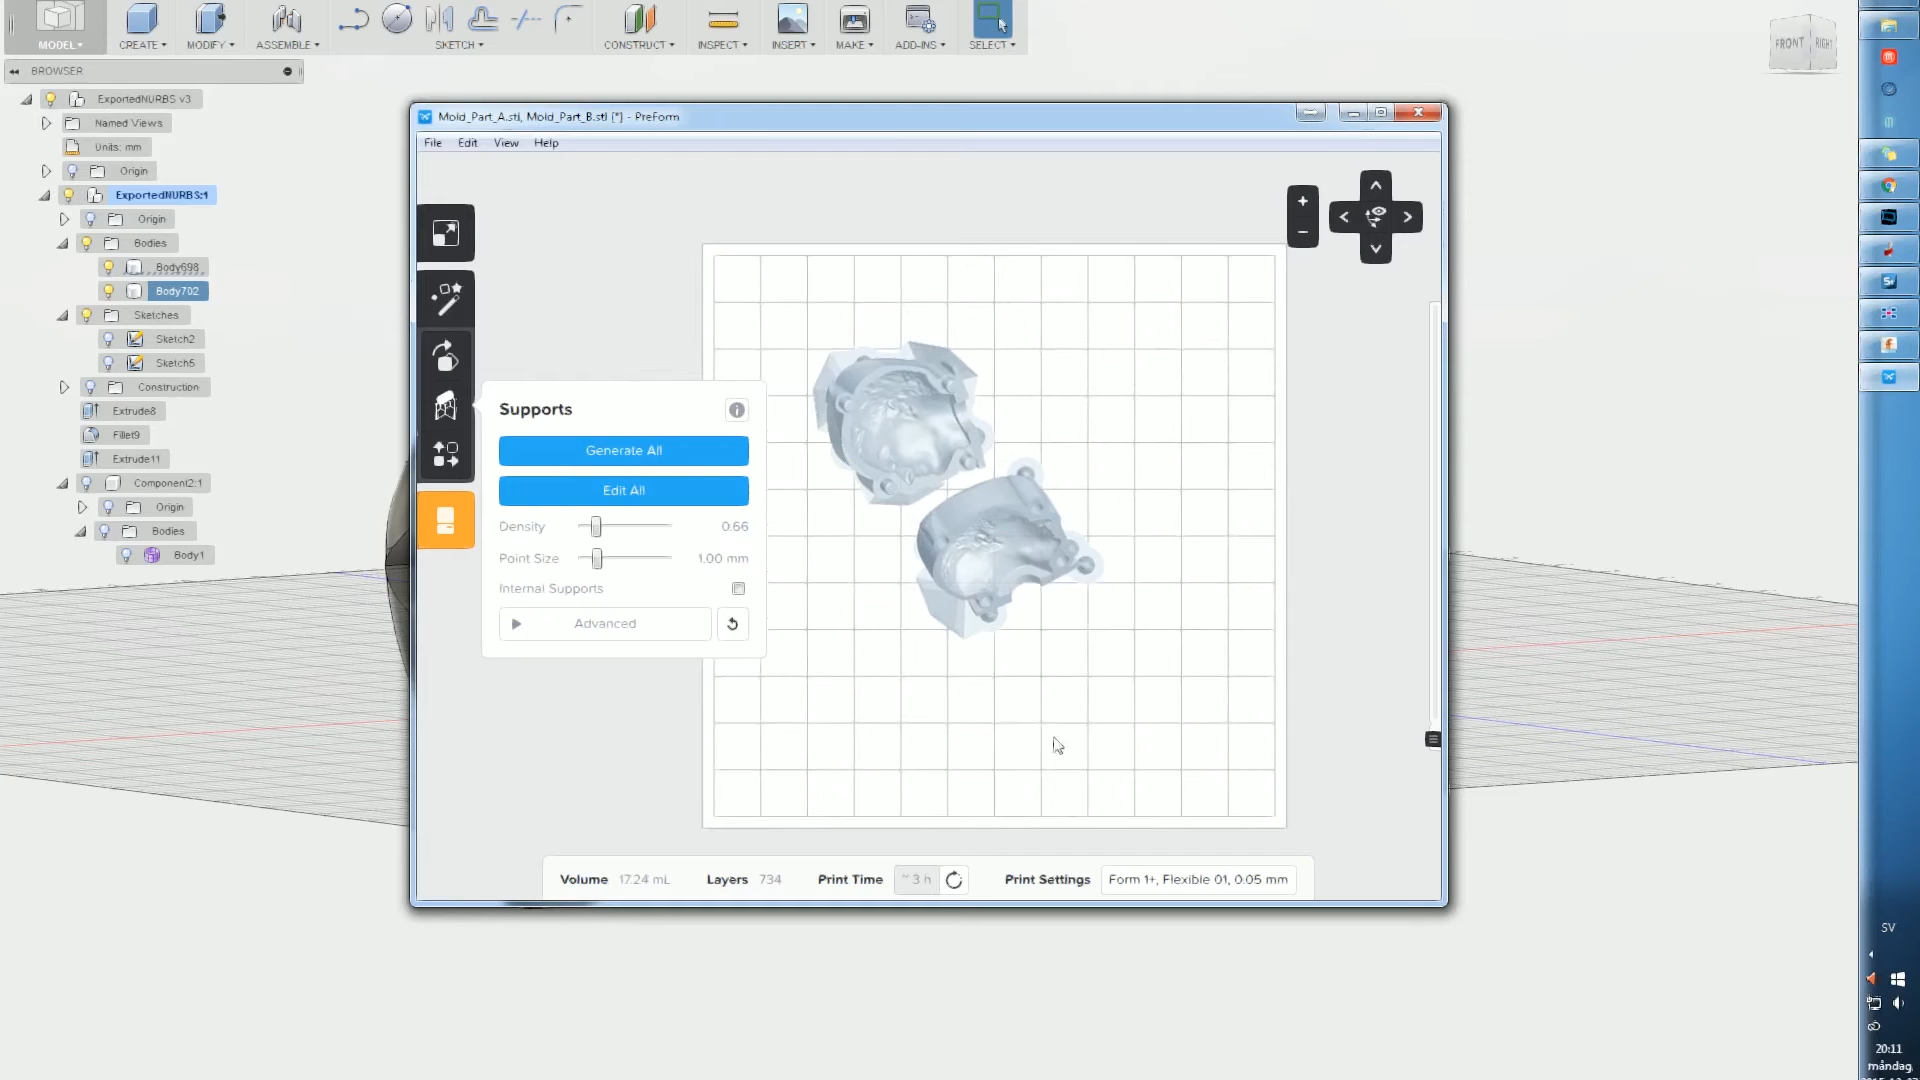 MODEL
CREATE
MODIFY
ASSEMBLE
SKETCH
CONSTRUCT
INSPECT
INSERT
MAKE
ADD-INS
SELECT
FRONT
RIGHT
BROWSER
ExportedNURBS v3
Named Views
Units: mm
Origin
ExportedNURBS:1
Origin
Bodies
Body698
Body702
Sketches
Sketch2
Sketch5
Construction
Extrude8
Fillet9
Extrude11
Component2:1
Origin
Bodies
Body1
Mold_Part_A.stl, Mold_Part_B.stl (*) - PreForm
File Edit View Help
Supports
Generate All
Edit All
Density 0.66
Point Size 1.00 mm
Internal Supports
Advanced
Volume 17.24 mL Layers 734 Print Time ~ 3 h Print Settings Form 1+, Flexible 01, 0.05 mm
SV
20:11
måndag